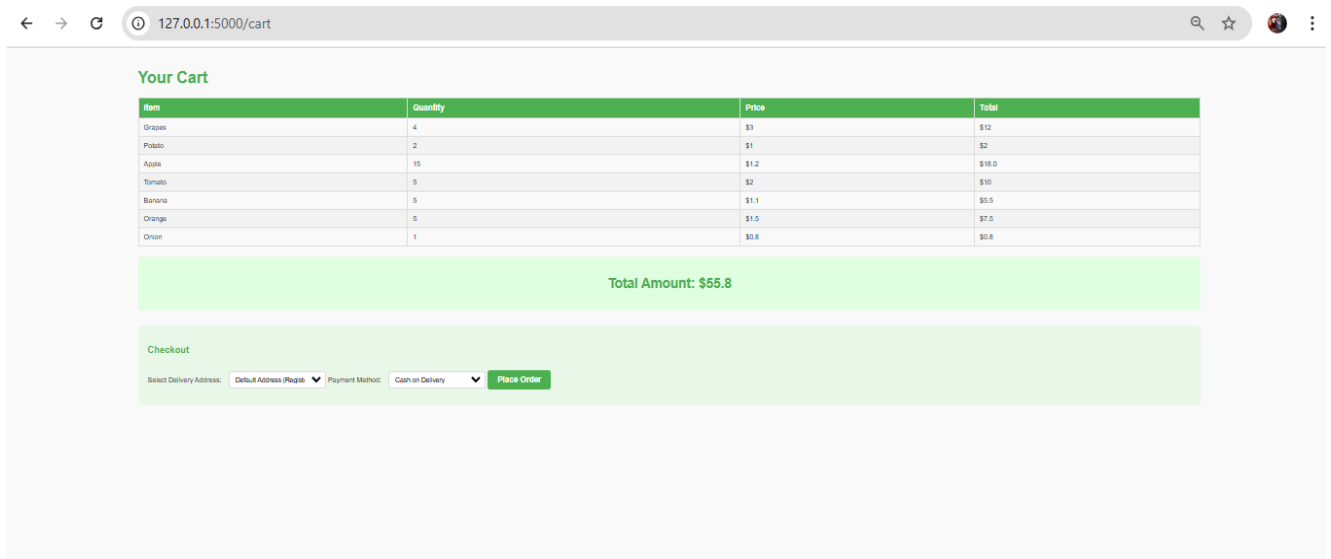 127.0.0.1:5000/cart
Your Cart
Item Quantity Price Total
Grapes 4 $3 $12
Potato 2 $1 $2
Apple 15 $1.2 $18.0
Tomato 5 $2 $10
Banana 5 $1.1 $5.5
Orange 5 $1.5 $7.5
Onion 1 $0.8 $0.8
Total Amount: $55.8
Checkout
Select Delivery Address: Default Address (Registe Payment Method: Cash on Delivery Place Order